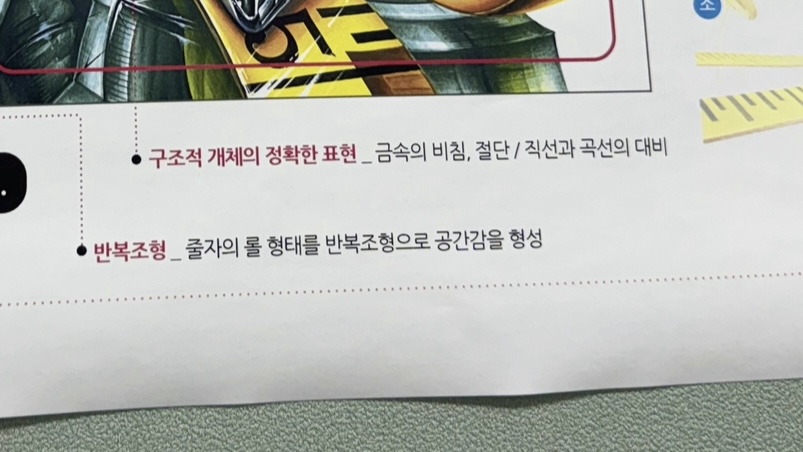 소
구조적 개체의 정확한 표현 _ 금속의 비침, 절단 / 직선과 곡선의 대비
반복조형 _ 줄자의 롤 형태를 반복조형으로 공간감을 형성